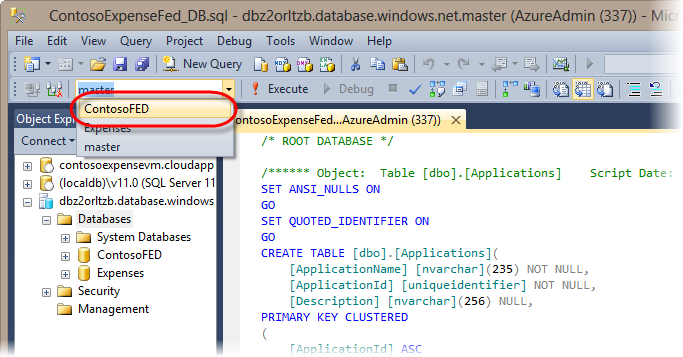 ContosoExpenseFed_DB.sql - dbz2orltzb.database.windows.net.master (AzureAdmin (337)) - Mic
File Edit View Query Project Debug Tools Window Help
New Query
master Execute Debug
ContosoFED
Expenses
master
Object Exp
ontosoExpenseFed...AzureAdmin (337)) ×
Connect
contosoexpensevm.cloudapp
(localdb)\v11.0 (SQL Server 11
dbz2orltzb.database.windows
Databases
System Databases
ContosoFED
Expenses
Security
Management
/* ROOT DATABASE */
/****** Object:  Table [dbo].[Applications]    Script Date:
SET ANSI_NULLS ON
GO
SET QUOTED_IDENTIFIER ON
GO
CREATE TABLE [dbo].[Applications](
[ApplicationName] [nvarchar](235) NOT NULL,
[ApplicationId] [uniqueidentifier] NOT NULL,
[Description] [nvarchar](256) NULL,
PRIMARY KEY CLUSTERED
(
[ApplicationId] ASC